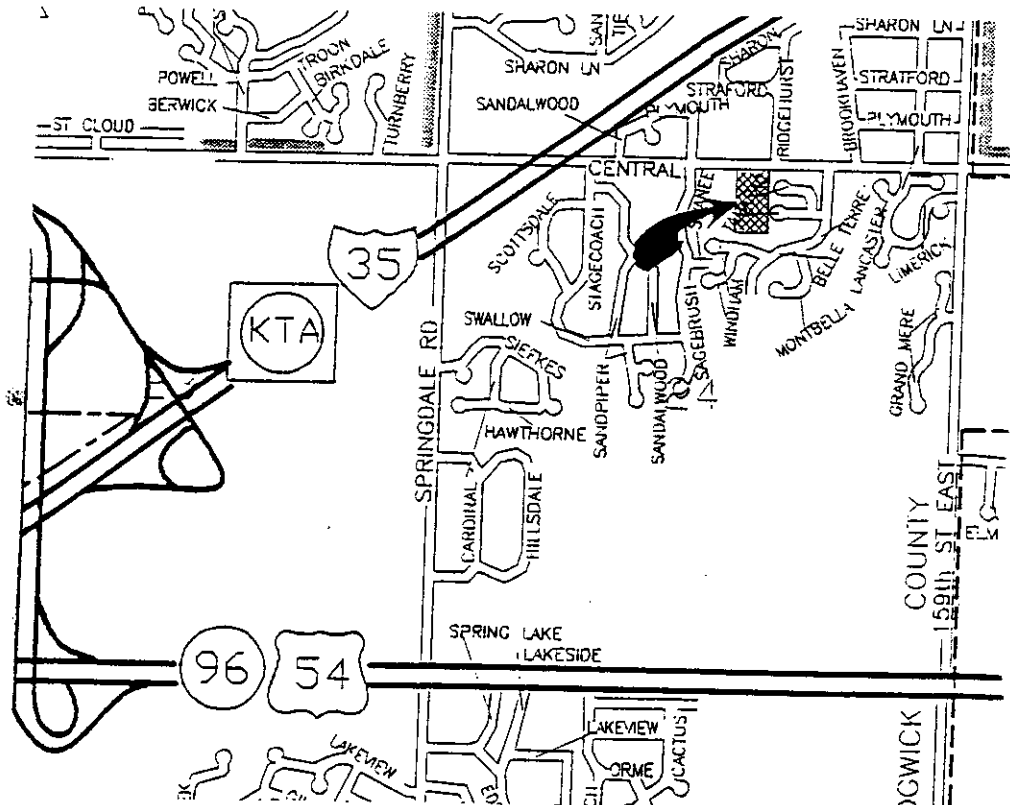 SHARON LN
TROON
BIRKDALE
POWELL
BERWICK
TURNBERRY
ST CLOUD
SHARON LN
SANDALWOOD
SHARON
STRAFORD
PLYMOUTH
RIDGEHURST
BROOKHAVEN
STRATFORD
PLYMOUTH
CENTRAL
35
KTA
SCOTTSDALE
STAGECOACH
SWALLOW
SIEFKES
HAWTHORNE
SANDPIPER
SANDALWOOD
SAGEBRUSH
WINDHAM
BELLE TERRE
MONTBELLA
LANCASTER
LIMERICK
GRAND MERE
SPRINGDALE RD
CARDINAL
HILLSDALE
COUNTY
159th ST EAST
ELM
SPRING LAKE
LAKESIDE
96
54
LAKEVIEW
LAKEVIEW
ORME
CACTUS
DGWICK